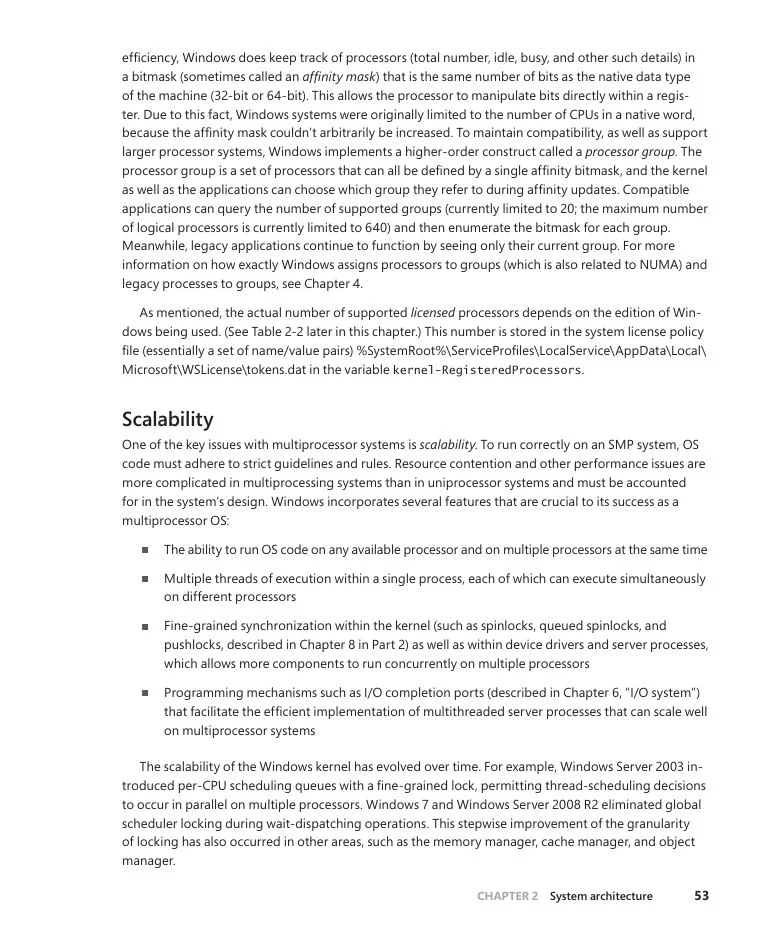 efficiency, Windows does keep track of processors (total number, idle, busy, and other such details) in
a bitmask (sometimes called an affinity mask) that is the same number of bits as the native data type
of the machine (32-bit or 64-bit). This allows the processor to manipulate bits directly within a regis-
ter. Due to this fact, Windows systems were originally limited to the number of CPUs in a native word,
because the affinity mask couldn't arbitrarily be increased. To maintain compatibility, as well as support
larger processor systems, Windows implements a higher-order construct called a processor group. The
processor group is a set of processors that can all be defined by a single affinity bitmask, and the kernel
as well as the applications can choose which group they refer to during affinity updates. Compatible
applications can query the number of supported groups (currently limited to 20; the maximum number
of logical processors is currently limited to 640) and then enumerate the bitmask for each group.
Meanwhile, legacy applications continue to function by seeing only their current group. For more
information on how exactly Windows assigns processors to groups (which is also related to NUMA) and
legacy processes to groups, see Chapter 4.
As mentioned, the actual number of supported licensed processors depends on the edition of Win-
dows being used. (See Table 2-2 later in this chapter.) This number is stored in the system license policy
file (essentially a set of name/value pairs) %SystemRoot%\ServiceProfiles\LocalService\AppData\Local\
Microsoft\WSLicense\tokens.dat in the variable kernel-RegisteredProcessors.
Scalability
One of the key issues with multiprocessor systems is scalability. To run correctly on an SMP system, OS
code must adhere to strict guidelines and rules. Resource contention and other performance issues are
more complicated in multiprocessing systems than in uniprocessor systems and must be accounted
for in the system's design. Windows incorporates several features that are crucial to its success as a
multiprocessor OS:
■ The ability to run OS code on any available processor and on multiple processors at the same time
■ Multiple threads of execution within a single process, each of which can execute simultaneously
on different processors
■ Fine-grained synchronization within the kernel (such as spinlocks, queued spinlocks, and
pushlocks, described in Chapter 8 in Part 2) as well as within device drivers and server processes,
which allows more components to run concurrently on multiple processors
■ Programming mechanisms such as I/O completion ports (described in Chapter 6, "I/O system")
that facilitate the efficient implementation of multithreaded server processes that can scale well
on multiprocessor systems
The scalability of the Windows kernel has evolved over time. For example, Windows Server 2003 in-
troduced per-CPU scheduling queues with a fine-grained lock, permitting thread-scheduling decisions
to occur in parallel on multiple processors. Windows 7 and Windows Server 2008 R2 eliminated global
scheduler locking during wait-dispatching operations. This stepwise improvement of the granularity
of locking has also occurred in other areas, such as the memory manager, cache manager, and object
manager.
CHAPTER 2 System architecture 53